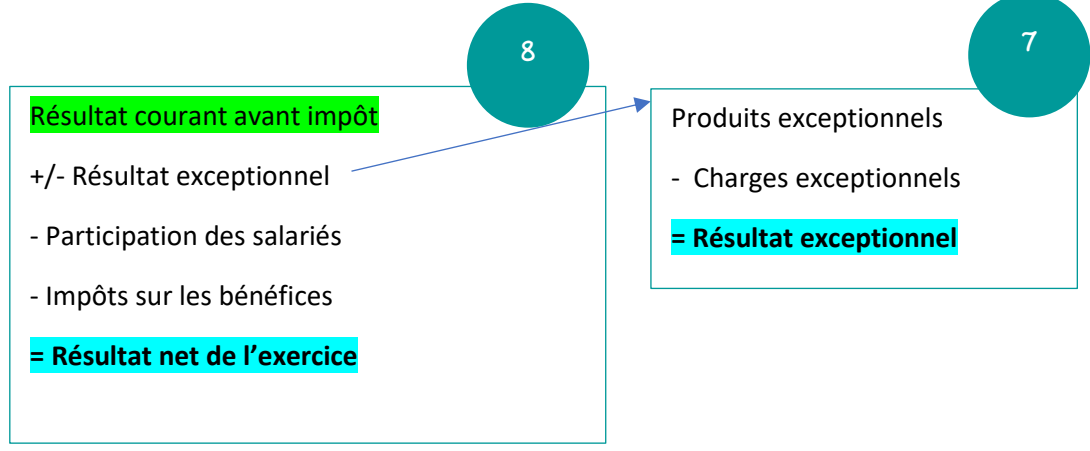 8
Résultat courant avant impôt
+/- Résultat exceptionnel
- Participation des salariés
- Impôts sur les bénéfices
= Résultat net de l’exercice
7
Produits exceptionnels
- Charges exceptionnels
= Résultat exceptionnel